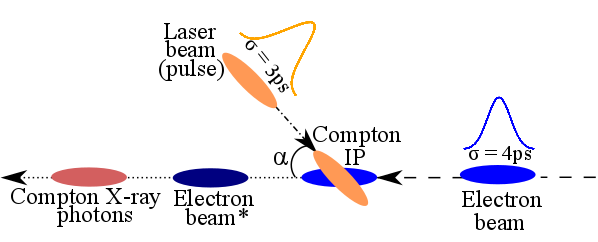 Laser
beam
(pulse)
σ = 3ps
Compton
IP
α
σ = 4ps
Compton X-ray
photons
Electron
beam*
Electron
beam